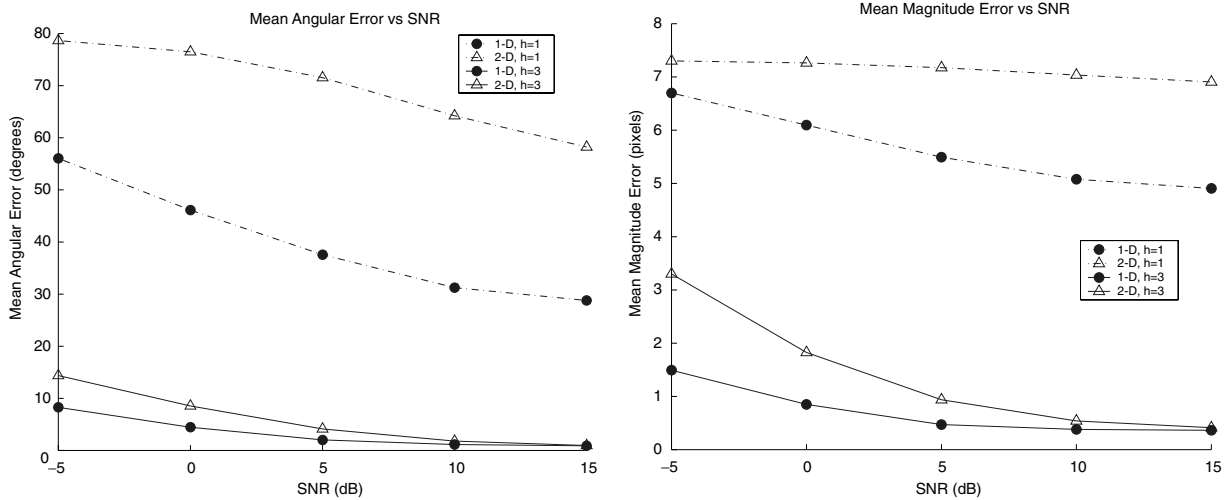 Mean Angular Error vs SNR
80
70
60
50
40
30
20
10
0
Mean Angular Error (degrees)
1-D, h=1
2-D, h=1
1-D, h=3
2-D, h=3
−5
0
5
10
15
SNR (dB)
Mean Magnitude Error vs SNR
8
7
6
5
4
3
2
1
0
Mean Magnitude Error (pixels)
1-D, h=1
2-D, h=1
1-D, h=3
2-D, h=3
−5
0
5
10
15
SNR (dB)